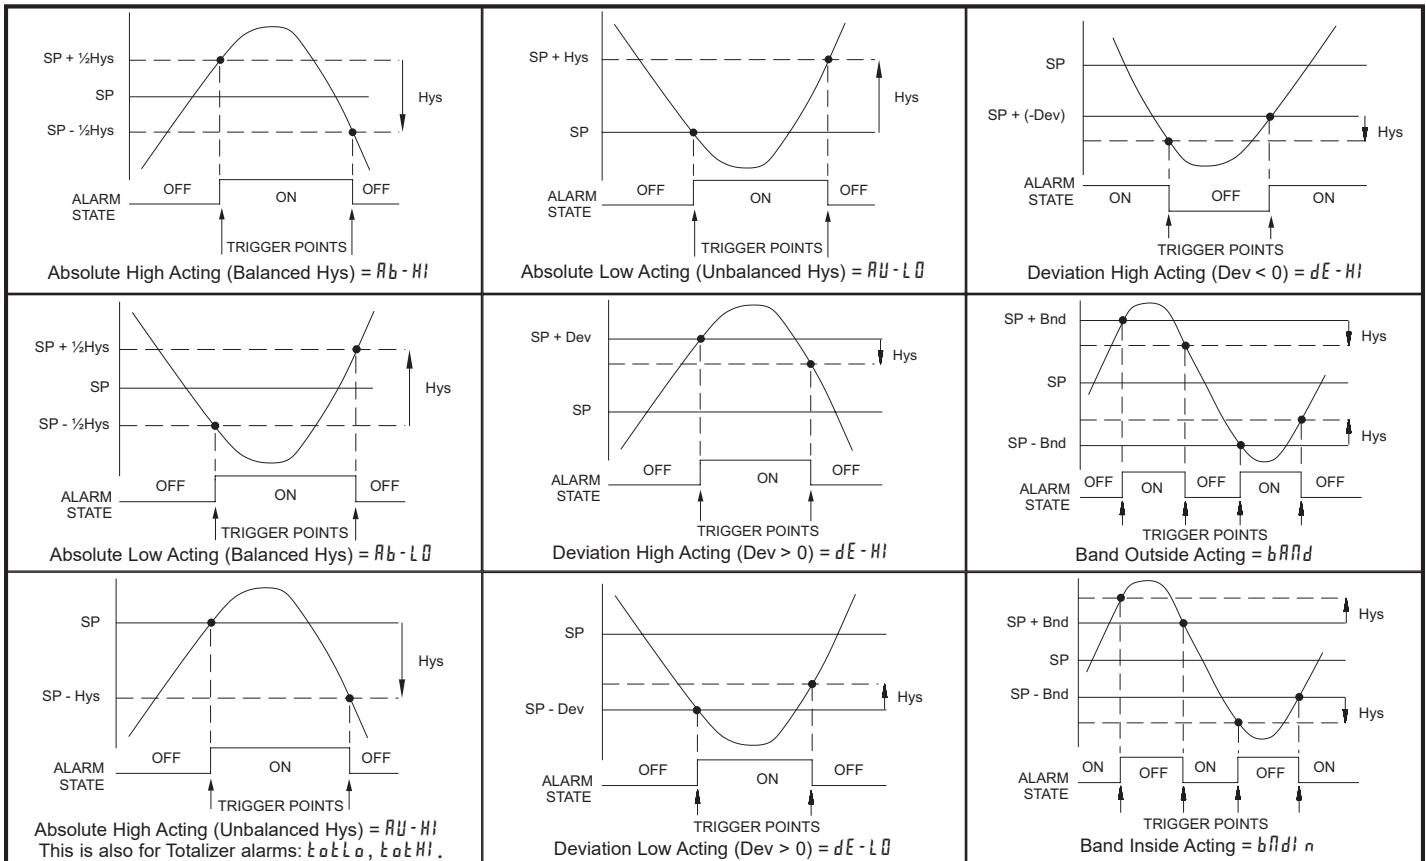 SP + ½Hys
SP
SP - ½Hys
Hys
OFF
ON
OFF
ALARM
STATE
TRIGGER POINTS
Absolute High Acting (Balanced Hys) = Ab-HI
SP + Hys
SP
Hys
OFF
ON
OFF
ALARM
STATE
TRIGGER POINTS
Absolute Low Acting (Unbalanced Hys) = AU-LO
SP
SP + (-Dev)
Hys
ALARM
STATE
ON
OFF
ON
TRIGGER POINTS
Deviation High Acting (Dev < 0) = dE-HI
SP + ½Hys
SP
SP - ½Hys
Hys
OFF
ON
OFF
ALARM
STATE
TRIGGER POINTS
Absolute Low Acting (Balanced Hys) = Ab-LO
SP + Dev
SP
Hys
OFF
ON
OFF
ALARM
STATE
TRIGGER POINTS
Deviation High Acting (Dev > 0) = dE-HI
SP + Bnd
Hys
SP
SP - Bnd
Hys
OFF
ON
OFF
ON
OFF
ALARM
STATE
TRIGGER POINTS
Band Outside Acting = bANd
SP
SP - Hys
Hys
OFF
ON
OFF
ALARM
STATE
TRIGGER POINTS
Absolute High Acting (Unbalanced Hys) = AU-HI
This is also for Totalizer alarms: totLo, totHI.
SP
SP - Dev
Hys
OFF
ON
OFF
ALARM
STATE
TRIGGER POINTS
Deviation Low Acting (Dev > 0) = dE-LO
Hys
SP + Bnd
SP
SP - Bnd
Hys
ON
OFF
ON
OFF
ON
ALARM
STATE
TRIGGER POINTS
Band Inside Acting = bNdIn